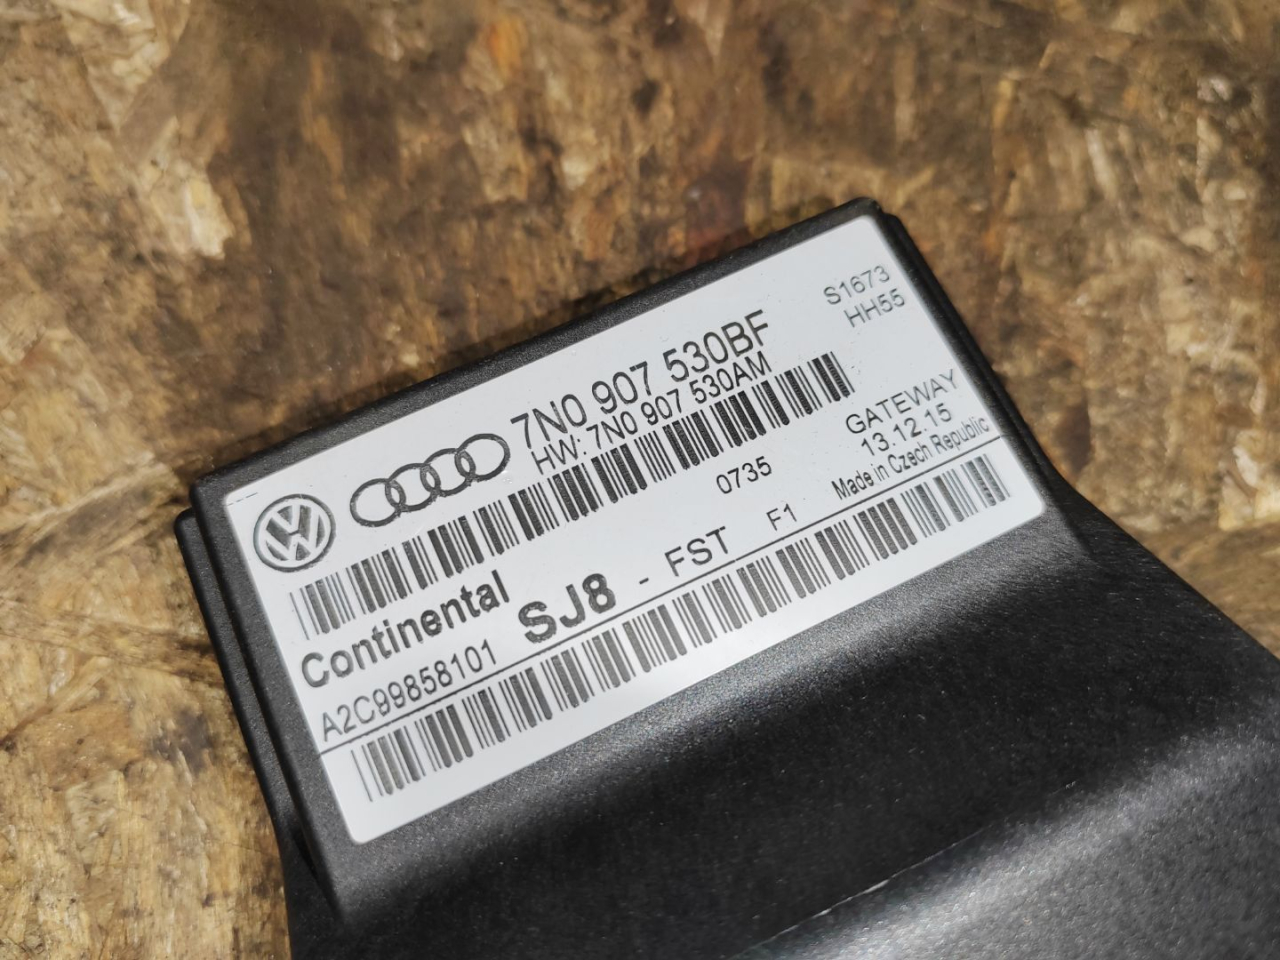 S1673
HH55
7N0 907 530BF
HW: 7N0 907 530AM
GATEWAY
13.12.15
Made in Czech Republic
0735
Continental
SJ8 - FST F1
A2C99858101